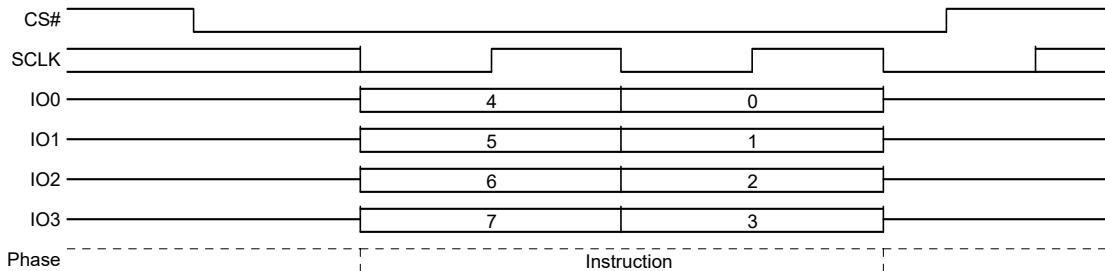 CS#
SCLK
IO0 4 0
IO1 5 1
IO2 6 2
IO3 7 3
Phase Instruction